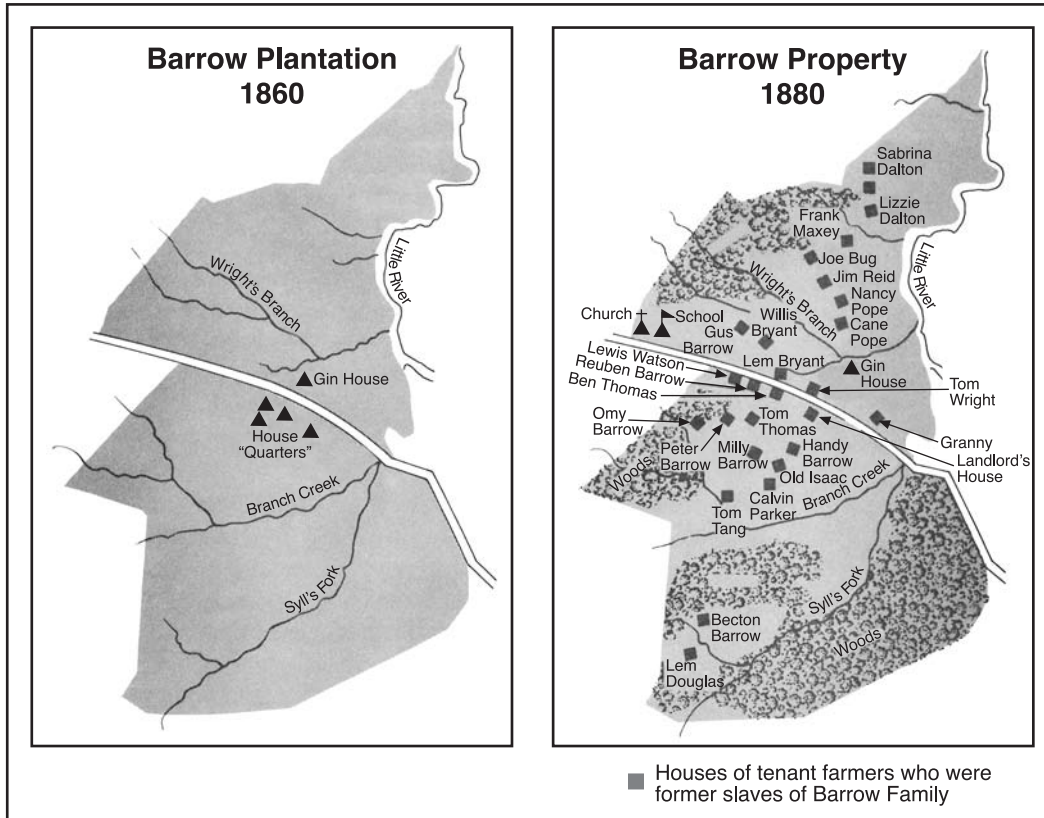 Barrow Plantation
1860
Little River
Wright's Branch
Gin House
House
"Quarters"
Branch Creek
Syll's Fork
Barrow Property
1880
Sabrina
Dalton
Lizzie
Dalton
Frank
Maxey
Little River
Joe Bug
Wright's Branch
Jim Reid
Nancy
Pope
Cane
Pope
Church
School
Willis
Bryant
Gus
Barrow
Lewis Watson
Reuben Barrow
Ben Thomas
Lem Bryant
Gin
House
Tom
Wright
Omy
Barrow
Peter
Barrow
Tom
Thomas
Granny
Milly
Barrow
Handy
Barrow
Landlord's
House
Woods
Old Isaac
Calvin
Parker
Branch Creek
Tom
Tang
Syll's Fork
Becton
Barrow
Woods
Lem
Douglas
Houses of tenant farmers who were
former slaves of Barrow Family